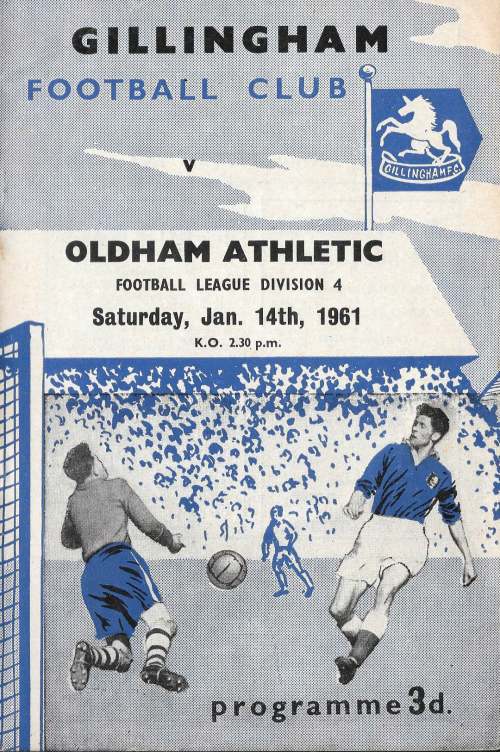 GILLINGHAM
FOOTBALL CLUB
GILLINGHAM F.C.
v
OLDHAM ATHLETIC
FOOTBALL LEAGUE DIVISION 4
Saturday, Jan. 14th, 1961
K.O. 2.30 p.m.
programme 3d.